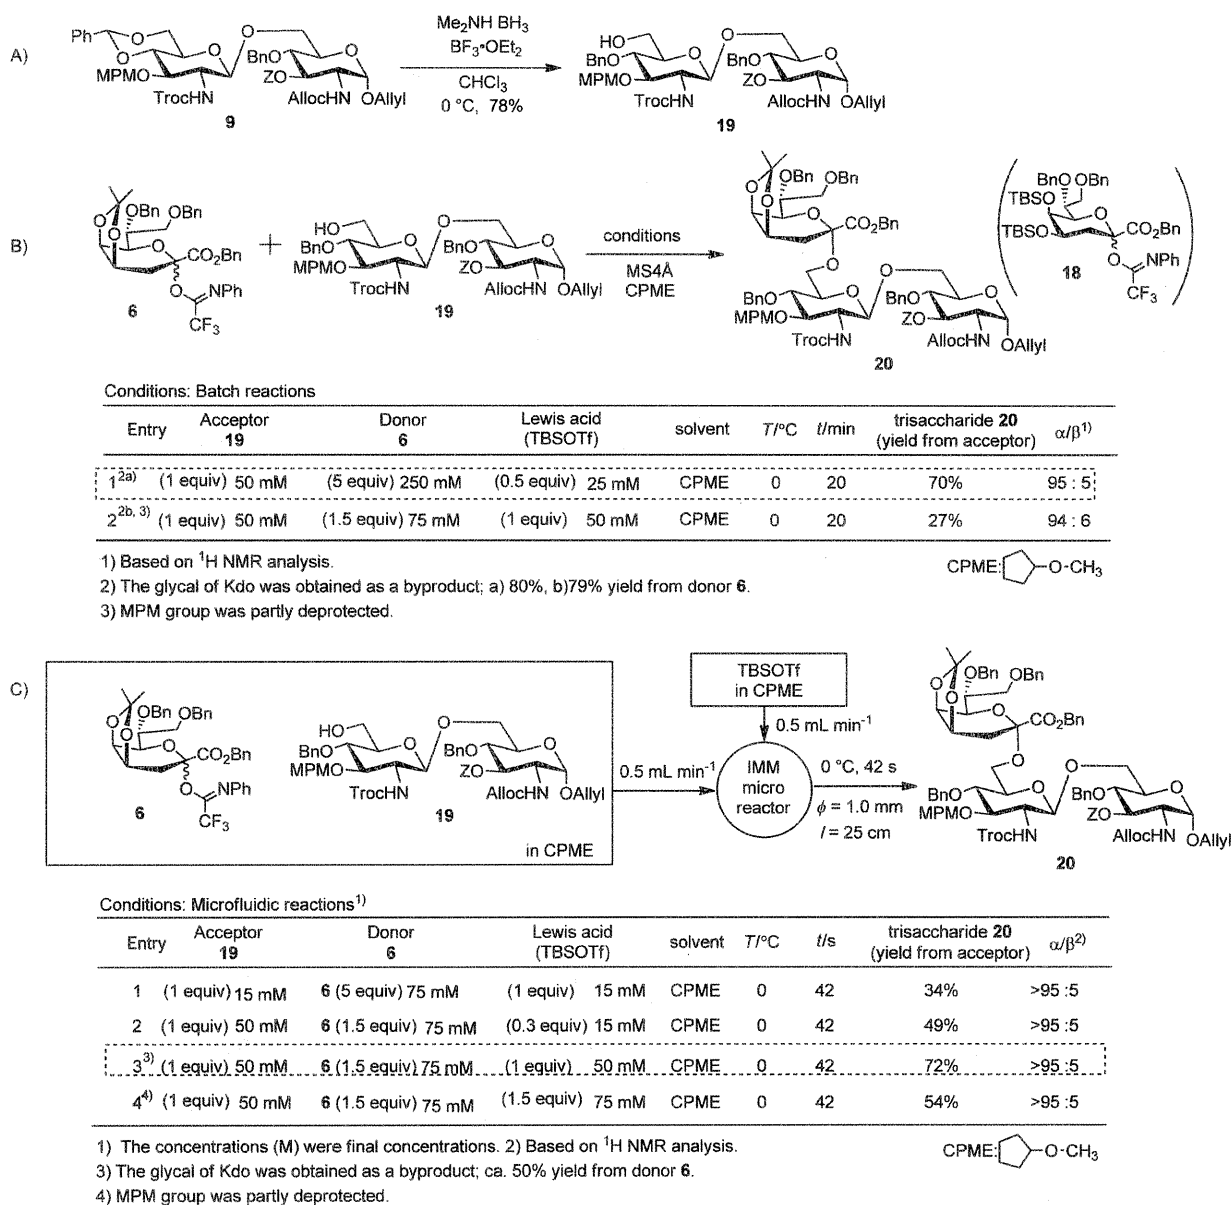 A)
Ph
O
O
O
MPMO
TrocHN
O
BnO
O
ZO
AllocHN
OAllyl
9
Me2NH BH3
BF3•OEt2
CHCl3
0 °C, 78%
HO
BnO
O
MPMO
TrocHN
O
BnO
O
ZO
AllocHN
OAllyl
19
B)
OBn
OBn
O
O
O
CO2Bn
O
NPh
CF3
6
+
HO
BnO
O
MPMO
TrocHN
O
BnO
O
ZO
AllocHN
OAllyl
19
conditions
MS4Å
CPME
OBn
OBn
O
O
O
CO2Bn
O
BnO
O
MPMO
TrocHN
O
BnO
O
ZO
AllocHN
OAllyl
20
BnO
OBn
TBSO
O
TBSO
CO2Bn
O
NPh
CF3
18
Conditions: Batch reactions
Entry Acceptor 19 Donor 6 Lewis acid (TBSOTf) solvent T/°C t/min trisaccharide 20 (yield from acceptor) α/β1)
12a) (1 equiv) 50 mM (5 equiv) 250 mM (0.5 equiv) 25 mM CPME 0 20 70% 95 : 5
22b, 3) (1 equiv) 50 mM (1.5 equiv) 75 mM (1 equiv) 50 mM CPME 0 20 27% 94 : 6
1) Based on 1H NMR analysis.
CPME: O-CH3
2) The glycal of Kdo was obtained as a byproduct; a) 80%, b)79% yield from donor 6.
3) MPM group was partly deprotected.
C)
OBn
OBn
O
O
O
CO2Bn
O
NPh
CF3
6
HO
BnO
O
MPMO
TrocHN
O
BnO
O
ZO
AllocHN
OAllyl
19
in CPME
0.5 mL min-1
TBSOTf
in CPME
0.5 mL min-1
IMM
micro
reactor
0 °C, 42 s
ϕ = 1.0 mm
l = 25 cm
OBn
OBn
O
O
O
CO2Bn
O
BnO
O
MPMO
TrocHN
O
BnO
O
ZO
AllocHN
OAllyl
20
Conditions: Microfluidic reactions1)
Entry Acceptor 19 Donor 6 Lewis acid (TBSOTf) solvent T/°C t/s trisaccharide 20 (yield from acceptor) α/β2)
1 (1 equiv) 15 mM 6 (5 equiv) 75 mM (1 equiv) 15 mM CPME 0 42 34% >95 :5
2 (1 equiv) 50 mM 6 (1.5 equiv) 75 mM (0.3 equiv) 15 mM CPME 0 42 49% >95 :5
33) (1 equiv) 50 mM 6 (1.5 equiv) 75 mM (1 equiv) 50 mM CPME 0 42 72% >95 :5
44) (1 equiv) 50 mM 6 (1.5 equiv) 75 mM (1.5 equiv) 75 mM CPME 0 42 54% >95 :5
1) The concentrations (M) were final concentrations. 2) Based on 1H NMR analysis.
CPME: O-CH3
3) The glycal of Kdo was obtained as a byproduct; ca. 50% yield from donor 6.
4) MPM group was partly deprotected.